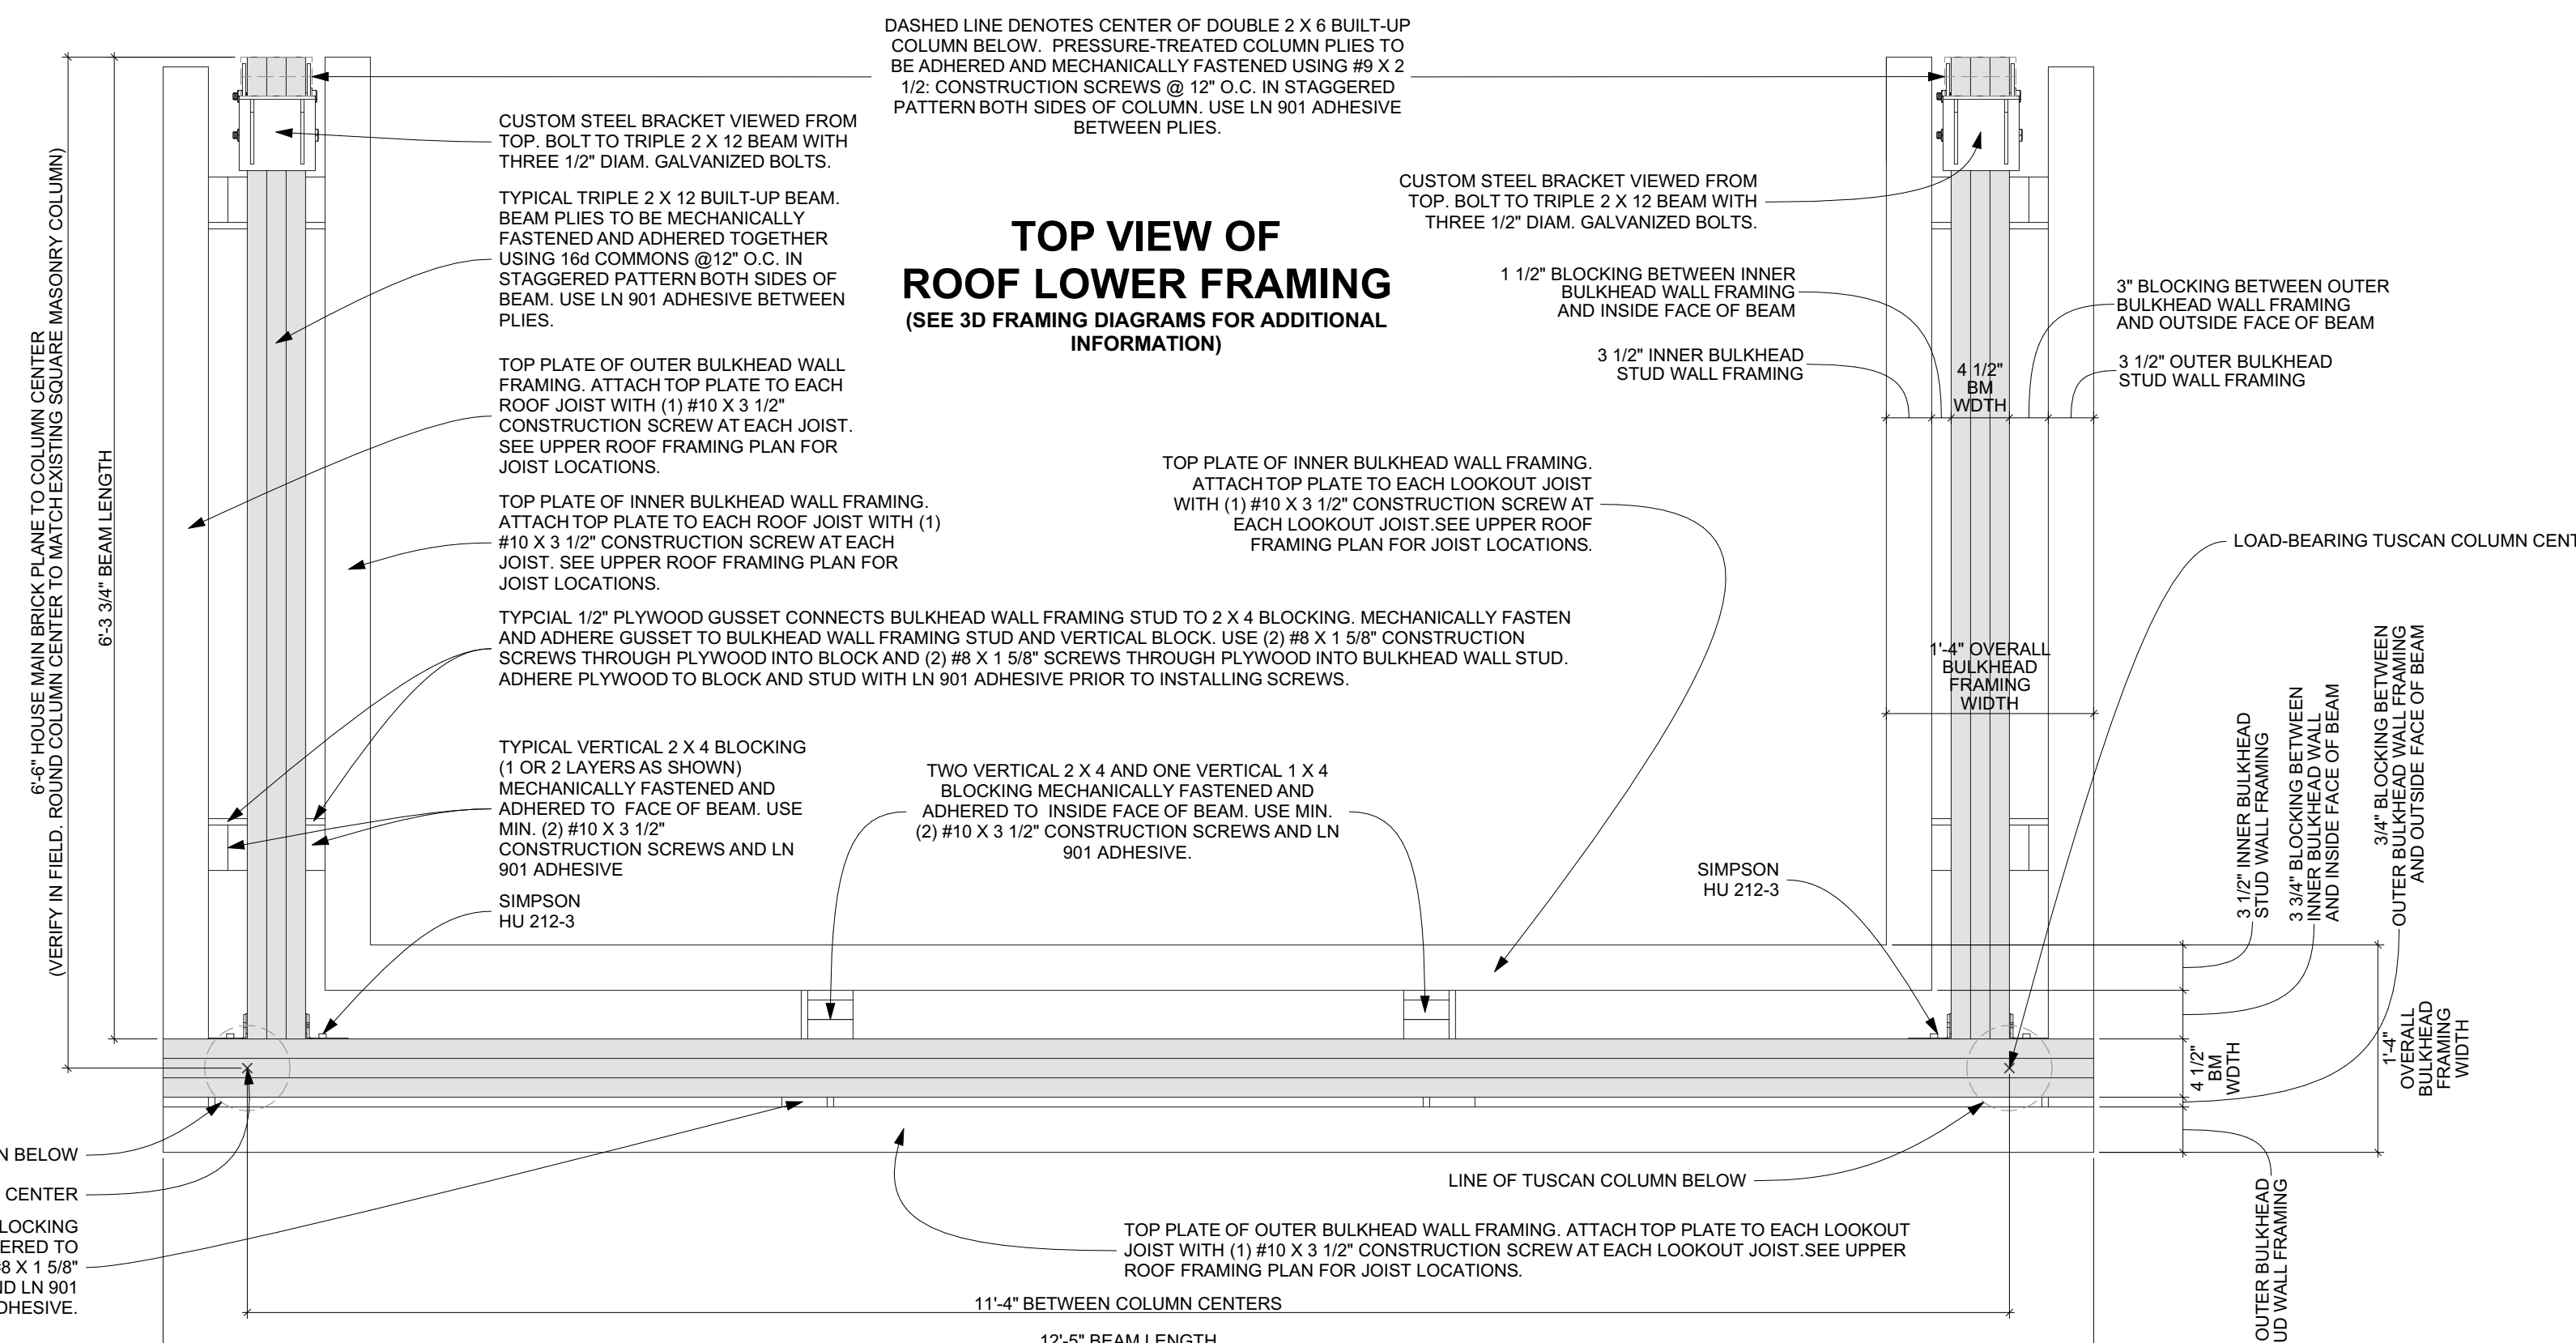 DASHED LINE DENOTES CENTER OF DOUBLE 2 X 6 BUILT-UP
COLUMN BELOW.  PRESSURE-TREATED COLUMN PLIES TO
BE ADHERED AND MECHANICALLY FASTENED USING #9 X 2
1/2: CONSTRUCTION SCREWS @ 12" O.C. IN STAGGERED
PATTERN BOTH SIDES OF COLUMN. USE LN 901 ADHESIVE
BETWEEN PLIES.
CUSTOM STEEL BRACKET VIEWED FROM
TOP. BOLT TO TRIPLE 2 X 12 BEAM WITH
THREE 1/2" DIAM. GALVANIZED BOLTS.
TYPICAL TRIPLE 2 X 12 BUILT-UP BEAM.
BEAM PLIES TO BE MECHANICALLY
FASTENED AND ADHERED TOGETHER
USING 16d COMMONS @12" O.C. IN
STAGGERED PATTERN BOTH SIDES OF
BEAM. USE LN 901 ADHESIVE BETWEEN
PLIES.
TOP VIEW OF
ROOF LOWER FRAMING
(SEE 3D FRAMING DIAGRAMS FOR ADDITIONAL
INFORMATION)
CUSTOM STEEL BRACKET VIEWED FROM
TOP. BOLT TO TRIPLE 2 X 12 BEAM WITH
THREE 1/2" DIAM. GALVANIZED BOLTS.
1 1/2" BLOCKING BETWEEN INNER
BULKHEAD WALL FRAMING
AND INSIDE FACE OF BEAM
3" BLOCKING BETWEEN OUTER
BULKHEAD WALL FRAMING
AND OUTSIDE FACE OF BEAM
3 1/2" INNER BULKHEAD
STUD WALL FRAMING
4 1/2"
BM
WDTH
3 1/2" OUTER BULKHEAD
STUD WALL FRAMING
6'-6" HOUSE MAIN BRICK PLANE TO COLUMN CENTER
(VERIFY IN FIELD. ROUND COLUMN CENTER TO MATCH EXISTING SQUARE MASONRY COLUMN)
6'-3 3/4" BEAM LENGTH
TOP PLATE OF OUTER BULKHEAD WALL
FRAMING. ATTACH TOP PLATE TO EACH
ROOF JOIST WITH (1) #10 X 3 1/2"
CONSTRUCTION SCREW AT EACH JOIST.
SEE UPPER ROOF FRAMING PLAN FOR
JOIST LOCATIONS.
TOP PLATE OF INNER BULKHEAD WALL FRAMING.
ATTACH TOP PLATE TO EACH ROOF JOIST WITH (1)
#10 X 3 1/2" CONSTRUCTION SCREW AT EACH
JOIST. SEE UPPER ROOF FRAMING PLAN FOR
JOIST LOCATIONS.
TOP PLATE OF INNER BULKHEAD WALL FRAMING.
ATTACH TOP PLATE TO EACH LOOKOUT JOIST
WITH (1) #10 X 3 1/2" CONSTRUCTION SCREW AT
EACH LOOKOUT JOIST.SEE UPPER ROOF
FRAMING PLAN FOR JOIST LOCATIONS.
LOAD-BEARING TUSCAN COLUMN CENT
TYPCIAL 1/2" PLYWOOD GUSSET CONNECTS BULKHEAD WALL FRAMING STUD TO 2 X 4 BLOCKING. MECHANICALLY FASTEN
AND ADHERE GUSSET TO BULKHEAD WALL FRAMING STUD AND VERTICAL BLOCK. USE (2) #8 X 1 5/8" CONSTRUCTION
SCREWS THROUGH PLYWOOD INTO BLOCK AND (2) #8 X 1 5/8" SCREWS THROUGH PLYWOOD INTO BULKHEAD WALL STUD.
ADHERE PLYWOOD TO BLOCK AND STUD WITH LN 901 ADHESIVE PRIOR TO INSTALLING SCREWS.
1'-4" OVERALL
BULKHEAD
FRAMING
WIDTH
TYPICAL VERTICAL 2 X 4 BLOCKING
(1 OR 2 LAYERS AS SHOWN)
MECHANICALLY FASTENED AND
ADHERED TO  FACE OF BEAM. USE
MIN. (2) #10 X 3 1/2"
CONSTRUCTION SCREWS AND LN
901 ADHESIVE
TWO VERTICAL 2 X 4 AND ONE VERTICAL 1 X 4
BLOCKING MECHANICALLY FASTENED AND
ADHERED TO  INSIDE FACE OF BEAM. USE MIN.
(2) #10 X 3 1/2" CONSTRUCTION SCREWS AND LN
901 ADHESIVE.
SIMPSON
HU 212-3
SIMPSON
HU 212-3
3 1/2" INNER BULKHEAD
STUD WALL FRAMING
3 3/4" BLOCKING BETWEEN
INNER BULKHEAD WALL
AND INSIDE FACE OF BEAM
3/4" BLOCKING BETWEEN
OUTER BULKHEAD WALL FRAMING
AND OUTSIDE FACE OF BEAM
4 1/2"
BM
WDTH
1'-4"
OVERALL
BULKHEAD
FRAMING
WIDTH
N BELOW
CENTER
LOCKING
ERED TO
#8 X 1 5/8"
ND LN 901
DHESIVE.
LINE OF TUSCAN COLUMN BELOW
TOP PLATE OF OUTER BULKHEAD WALL FRAMING. ATTACH TOP PLATE TO EACH LOOKOUT
JOIST WITH (1) #10 X 3 1/2" CONSTRUCTION SCREW AT EACH LOOKOUT JOIST.SEE UPPER
ROOF FRAMING PLAN FOR JOIST LOCATIONS.
OUTER BULKHEAD
UD WALL FRAMING
11'-4" BETWEEN COLUMN CENTERS
12'-5" BEAM LENGTH